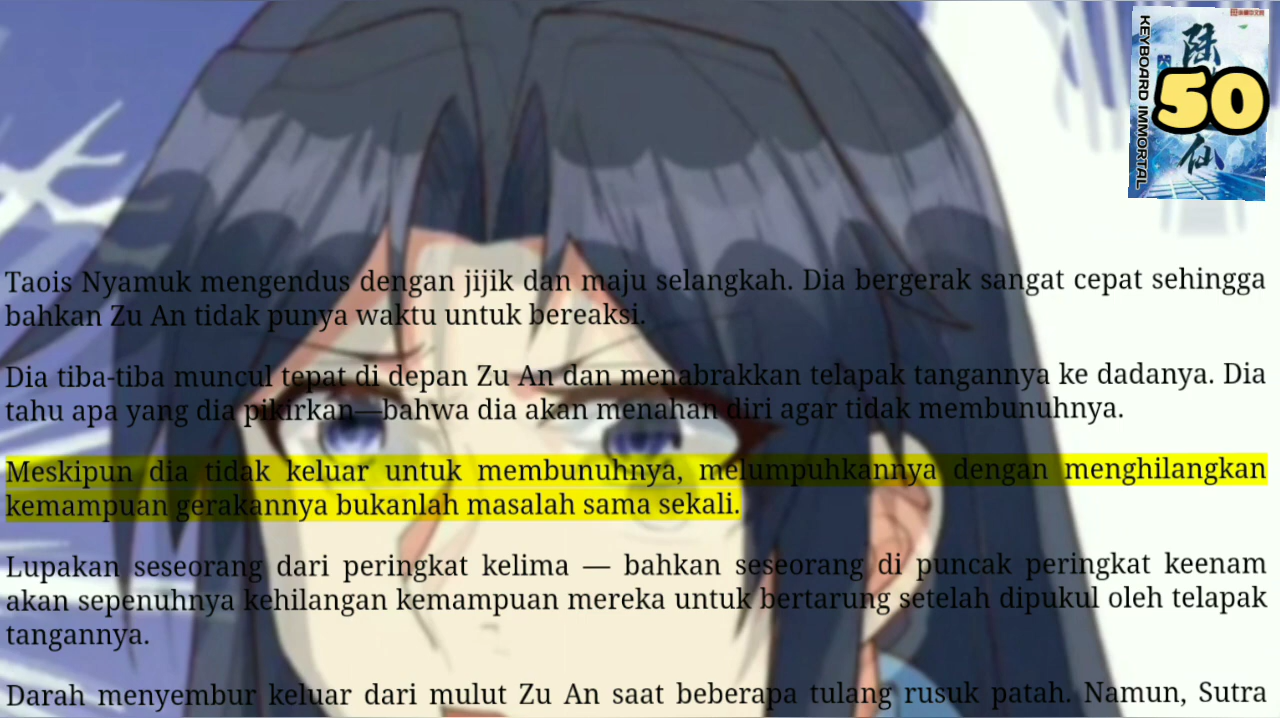 KEYBOARD IMMORTAL
陆
仙
50
Taois Nyamuk mengendus dengan jijik dan maju selangkah. Dia bergerak sangat cepat sehingga
bahkan Zu An tidak punya waktu untuk bereaksi.
Dia tiba-tiba muncul tepat di depan Zu An dan menabrakkan telapak tangannya ke dadanya. Dia
tahu apa yang dia pikirkan—bahwa dia akan menahan diri agar tidak membunuhnya.
Meskipun dia tidak keluar untuk membunuhnya, melumpuhkannya dengan menghilangkan
kemampuan gerakannya bukanlah masalah sama sekali.
Lupakan seseorang dari peringkat kelima — bahkan seseorang di puncak peringkat keenam
akan sepenuhnya kehilangan kemampuan mereka untuk bertarung setelah dipukul oleh telapak
tangannya.
Darah menyembur keluar dari mulut Zu An saat beberapa tulang rusuk patah. Namun, Sutra